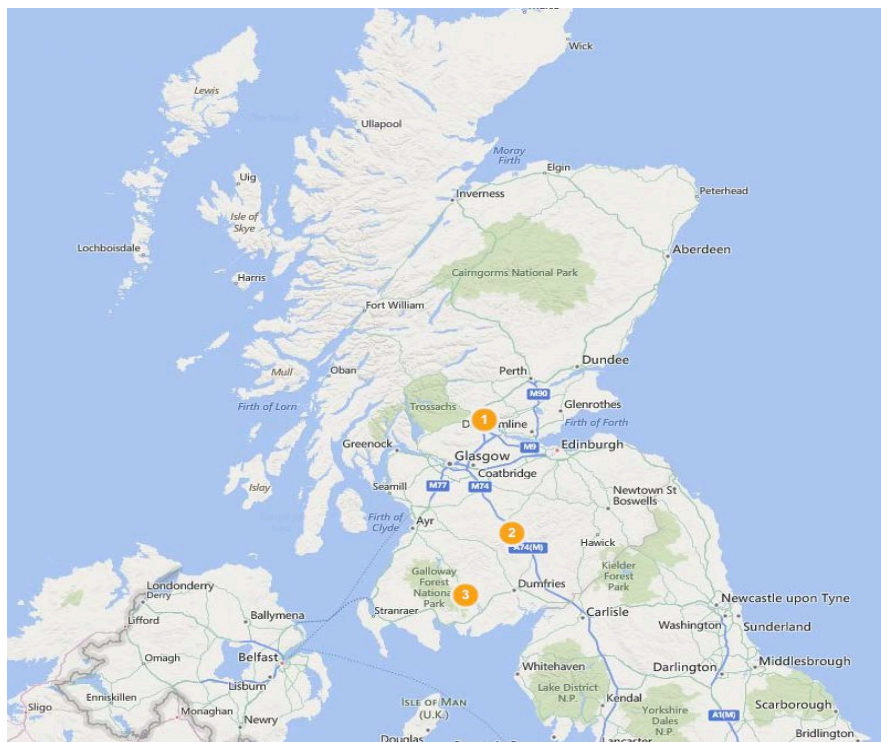 Wick
Lewis
Ullapool
Moray
Firth
Elgin
Uig
Peterhead
Inverness
Isle of
Skye
Lochboisdale
Aberdeen
Harris
Cairngorms National Park
Fort William
Dundee
Oban
Perth
Mull
M90
Trossachs
Firth of Lorn
1
Glenrothes
D
mline
Firth of Forth
Greenock
M9
Edinburgh
Glasgow
Coatbridge
M77
M74
Seamill
Islay
Newtown St
Boswells
Firth of
Clyde
Ayr
2
A74(M)
Hawick
Galloway
Forest
National
Park
Kielder
Forest
Park
3
Dumfries
Londonderry
Derry
Stranraer
Newcastle upon Tyne
Lifford
Ballymena
Carlisle
Washington
Sunderland
Omagh
Belfast
Whitehaven
Darlington
Middlesbrough
Lisburn
Enniskillen
Lake District
N.P.
Kendal
Scarborough
Sligo
Monaghan
Isle of Man
(U.K.)
Yorkshire
Dales
N.P.
A1(M)
Newry
Douglas
Lancaster
Bridlington